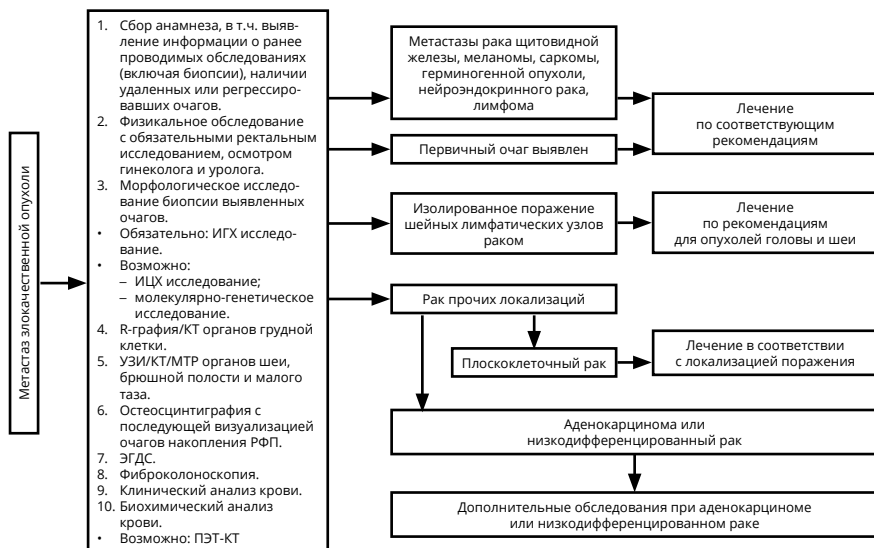 Метастаз злокачественной опухоли
1. Сбор анамнеза, в т.ч. выяв-
ление информации о ранее
проводимых обследованиях
(включая биопсии), наличии
удаленных или регрессиро-
вавших очагов.
2. Физикальное обследование
с обязательными ректальным
исследованием, осмотром
гинеколога и уролога.
3. Морфологическое исследо-
вание биопсии выявленных
очагов.
• Обязательно: ИГХ исследо-
вание.
• Возможно:
– ИЦХ исследование;
– молекулярно-генетическое
исследование.
4. R-графия/КТ органов грудной
клетки.
5. УЗИ/КТ/МТР органов шеи,
брюшной полости и малого
таза.
6. Остеосцинтиграфия с
последующей визуализацией
очагов накопления РФП.
7. ЭГДС.
8. Фиброколоноскопия.
9. Клинический анализ крови.
10. Биохимический анализ
крови.
• Возможно: ПЭТ-КТ
Метастазы рака щитовидной
железы, меланомы, саркомы,
герминогенной опухоли,
нейроэндокринного рака,
лимфома
Первичный очаг выявлен
Лечение
по соответствующим
рекомендациям
Изолированное поражение
шейных лимфатических узлов
раком
Лечение
по рекомендациям
для опухолей головы и шеи
Рак прочих локализаций
Плоскоклеточный рак
Лечение в соответствии
с локализацией поражения
Аденокарцинома или
низкодифференцированный рак
Дополнительные обследования при аденокарциноме
или низкодифференцированном раке